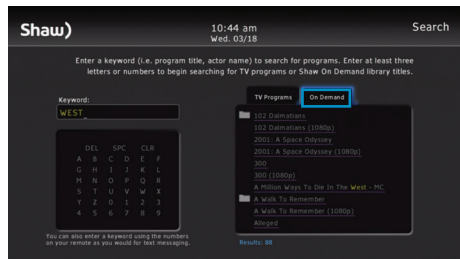 Shaw)
10:44 am
Wed. 03/18
Search
Enter a keyword (i.e. program title, actor name) to search for programs. Enter at least three
letters or numbers to begin searching for TV programs or Shaw On Demand library titles.
Keyword:
WEST_
DEL SPC CLR
A B C D E F
G H I J K L
M N O P Q R
S T U V W X
Y Z 0 1 2 3
4 5 6 7 8 9
You can also enter a keyword using the numbers
on your remote as you would for text messaging.
TV Programs On Demand
102 Dalmatians
102 Dalmatians (1080p)
2001: A Space Odyssey
2001: A Space Odyssey (1080p)
300
300 (1080p)
A Million Ways To Die In The West - MC
A Walk To Remember
A Walk To Remember (1080p)
Alleged
Results: 88